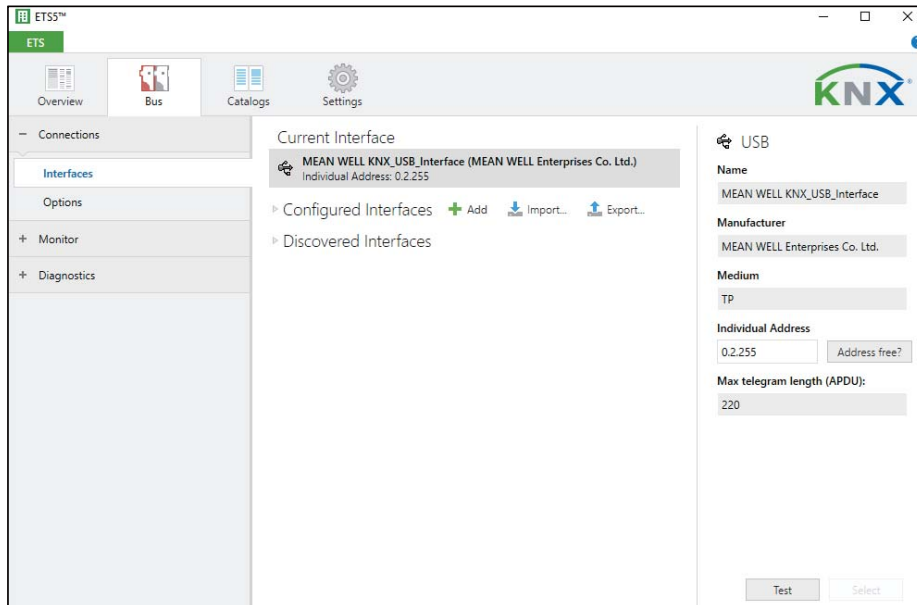 ETS5™
ETS
Overview
Bus
Catalogs
Settings
KNX®
Connections
Interfaces
Options
Monitor
Diagnostics
Current Interface
MEAN WELL KNX_USB_Interface (MEAN WELL Enterprises Co. Ltd.)
Individual Address: 0.2.255
Configured Interfaces + Add Import... Export...
Discovered Interfaces
USB
Name
MEAN WELL KNX_USB_Interface
Manufacturer
MEAN WELL Enterprises Co. Ltd.
Medium
TP
Individual Address
0.2.255 Address free?
Max telegram length (APDU):
220
Test Select